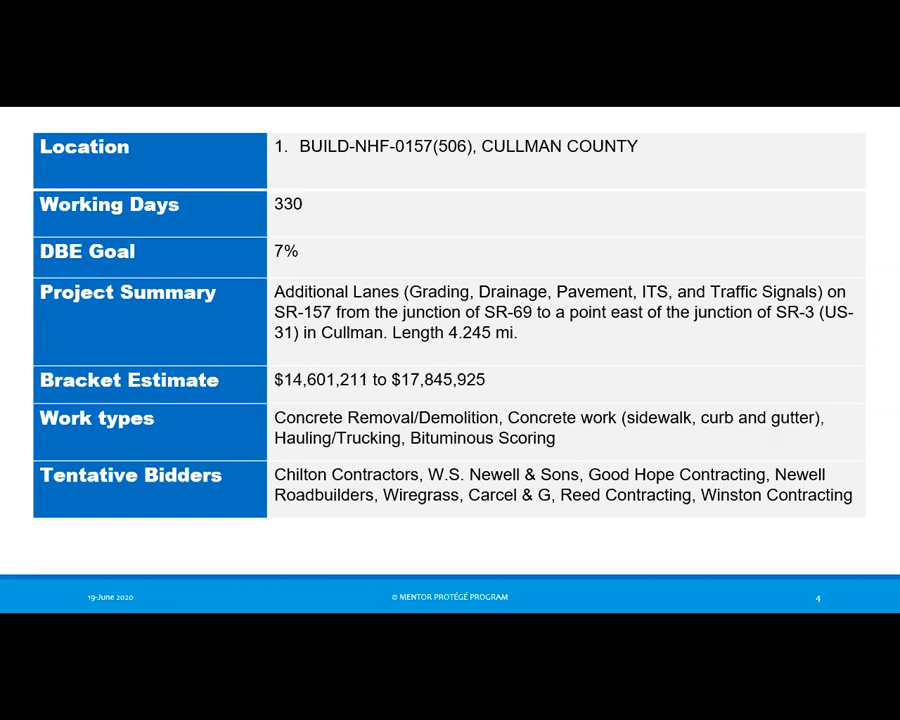 Location
1. BUILD-NHF-0157(506), CULLMAN COUNTY
Working Days
330
DBE Goal
7%
Project Summary
Additional Lanes (Grading, Drainage, Pavement, ITS, and Traffic Signals) on
SR-157 from the junction of SR-69 to a point east of the junction of SR-3 (US-
31) in Cullman. Length 4.245 mi.
Bracket Estimate
$14,601,211 to $17,845,925
Work types
Concrete Removal/Demolition, Concrete work (sidewalk, curb and gutter),
Hauling/Trucking, Bituminous Scoring
Tentative Bidders
Chilton Contractors, W.S. Newell & Sons, Good Hope Contracting, Newell
Roadbuilders, Wiregrass, Carcel & G, Reed Contracting, Winston Contracting
19-June 2020
© MENTOR PROTÉGÉ PROGRAM
4